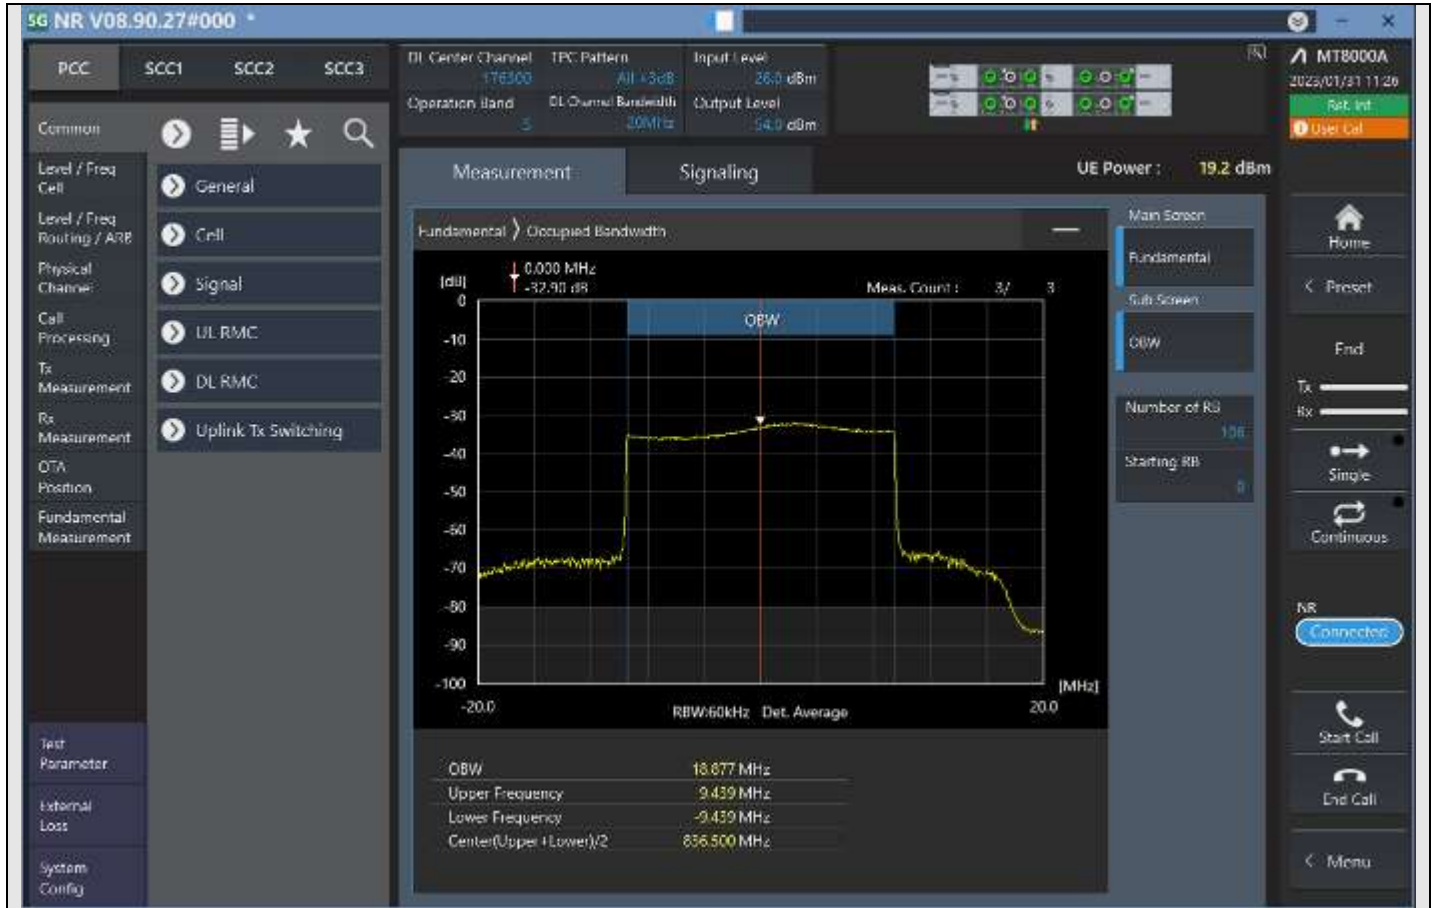 SG NR V08.90.27#000 *
PCC SCC1 SCC2 SCC3
DL Center Channel TPC Pattern Input Level
176300 All +3dB 26.0 dBm
Operation Band DL Channel Bandwidth Output Level
5 20MHz -54.0 dBm
MT8000A
2023/01/31 11:26
Ref. Int
User Cal
Common
Level / Freq
Cell
Level / Freq
Routing / ARB
Physical
Channel
Call
Processing
Tx
Measurement
Rx
Measurement
OTA
Position
Fundamental
Measurement
Test
Parameter
External
Loss
System
Config
General
Cell
Signal
UL RMC
DL RMC
Uplink Tx Switching
Measurement Signaling
UE Power : 19.2 dBm
Fundamental Occupied Bandwidth
0.000 MHz
-32.90 dB
Meas. Count : 3/ 3
[dB]
OBW
0
-10
-20
-30
-40
-50
-60
-70
-80
-90
-100
[MHz]
-20.0 20.0
RBW:60kHz Det. Average
OBW 18.877 MHz
Upper Frequency 9.439 MHz
Lower Frequency -9.439 MHz
Center(Upper+Lower)/2 836.500 MHz
Main Screen
Fundamental
Sub Screen
OBW
Number of RB
106
Starting RB
0
Home
< Preset
End
Tx
Rx
Single
Continuous
NR
Connected
Start Call
End Call
< Menu